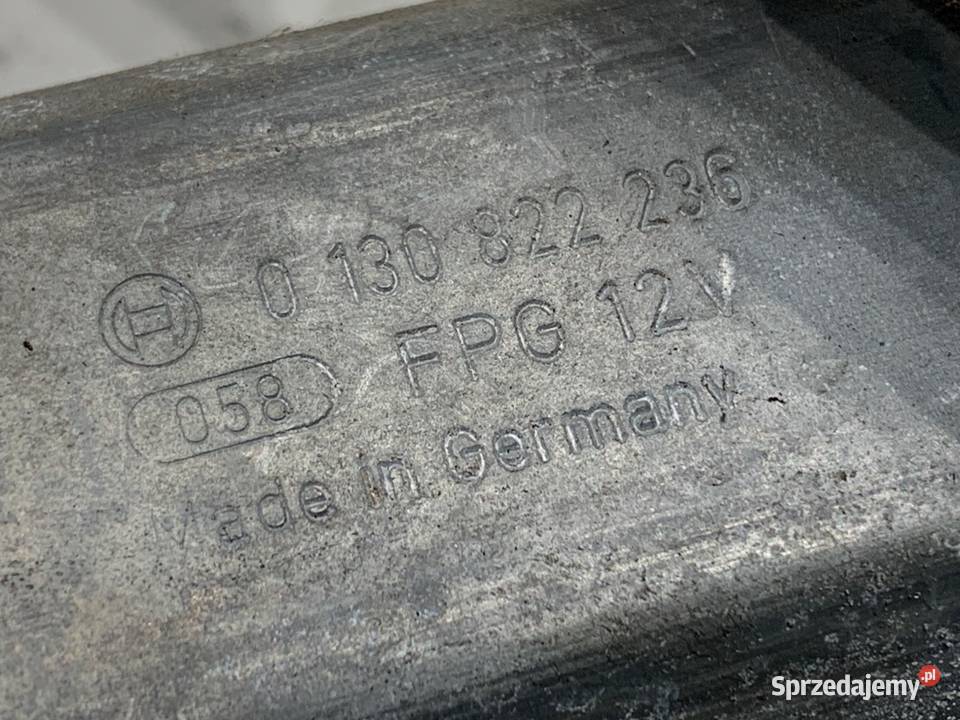 0 130 822 236
FPG 12V
058
Made in Germany
Sprzedajemy.pl